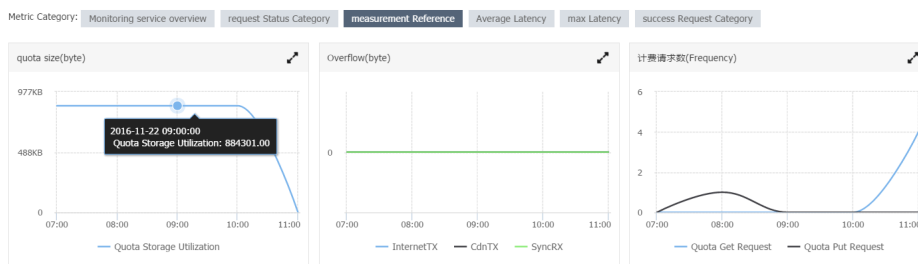 Metric Category: Monitoring service overview request Status Category measurement Reference Average Latency max Latency success Request Category
quota size(byte)
977KB
2016-11-22 09:00:00
Quota Storage Utilization: 884301.00
488KB
0
07:00 08:00 09:00 10:00 11:00
Quota Storage Utilization
Overflow(byte)
0
07:00 08:00 09:00 10:00 11:00
InternetTX CdnTX SyncRX
计费请求数(Frequency)
6
4
2
0
07:00 08:00 09:00 10:00 11:00
Quota Get Request Quota Put Request